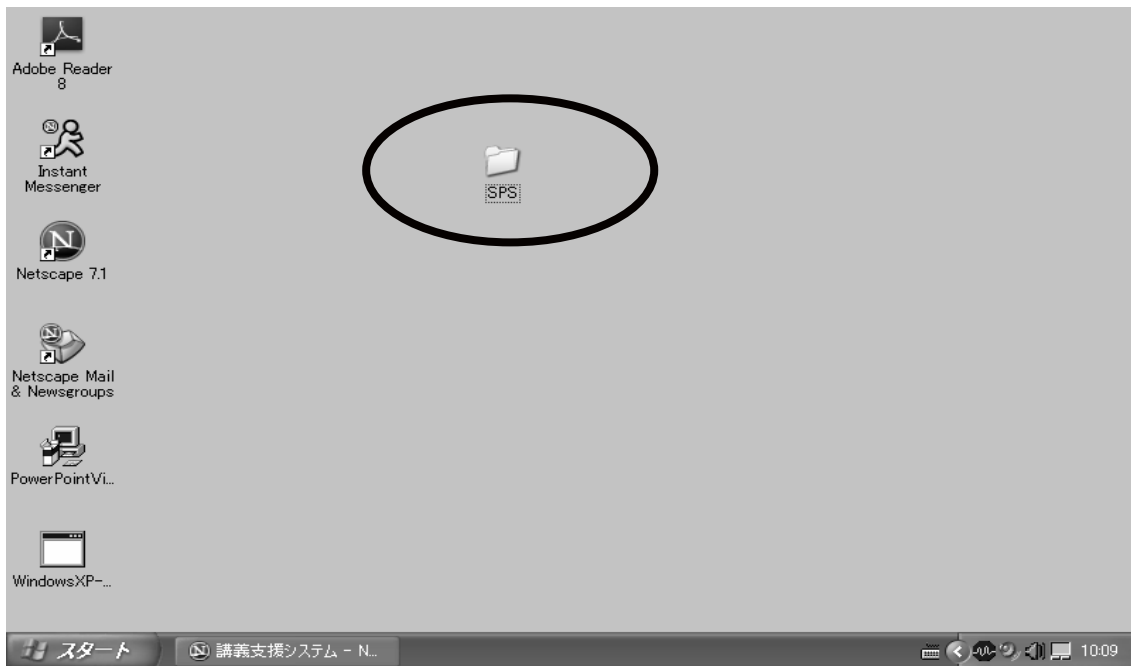 Adobe Reader
8
Instant
Messenger
Netscape 7.1
Netscape Mail
& Newsgroups
PowerPointVi...
WindowsXP-...
SPS
スタート
講義支援システム - N...
10:09